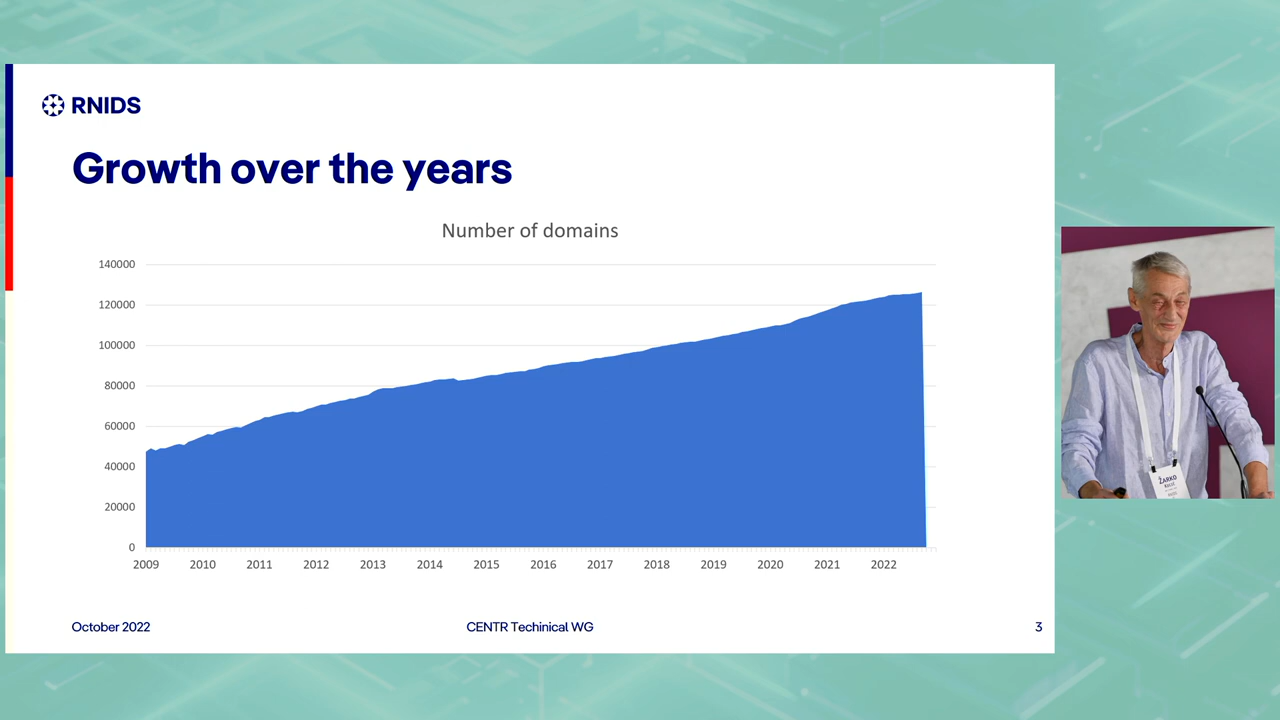 RNIDS
Growth over the years
Number of domains
140000
120000
100000
80000
60000
40000
20000
0
2009 2010 2011 2012 2013 2014 2015 2016 2017 2018 2019 2020 2021 2022
October 2022 CENTR Techinical WG 3
ŽARKO